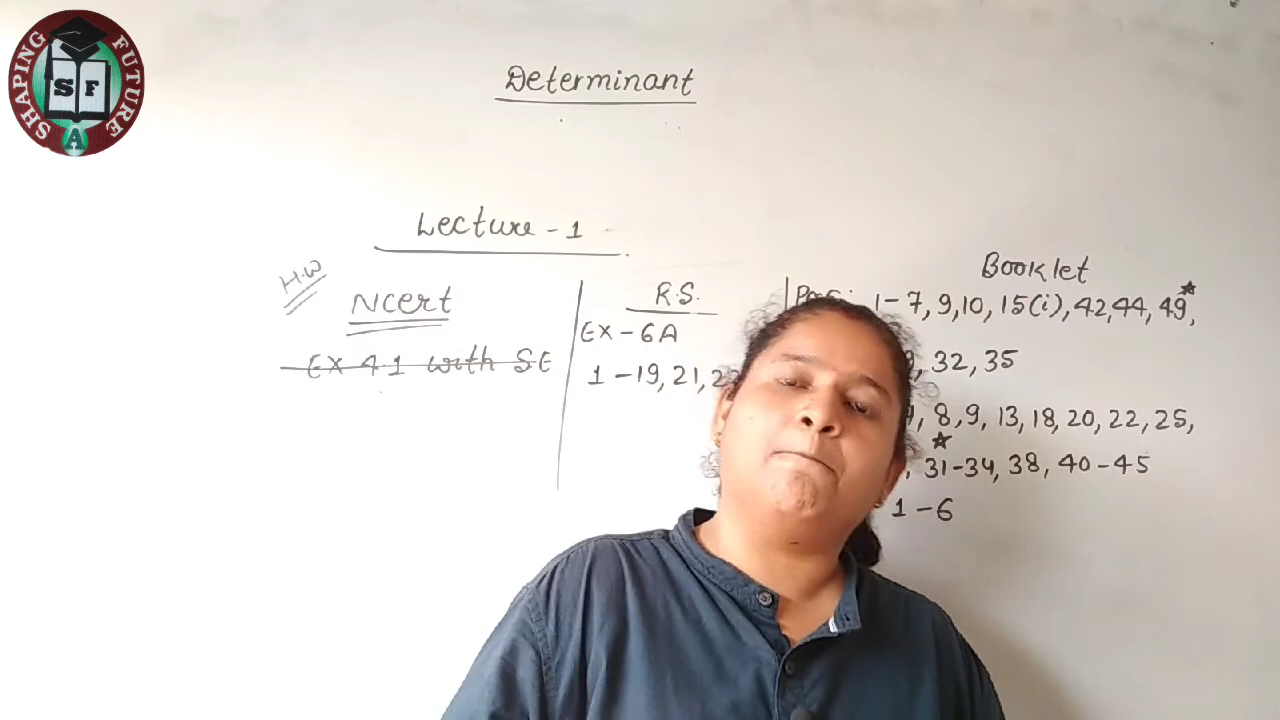 SHAPING FUTURE
S F
A
Determinant
Lecture - 1
H.W
Ncert
EX 4.1 with SE
R.S.
EX - 6A
1 - 19, 21,
Booklet
1 - 7, 9, 10, 15(i), 42, 44, 49*,
, 32, 35
, 8, 9, 13, 18, 20, 22, 25,
, 31*-34, 38, 40 - 45
1 - 6